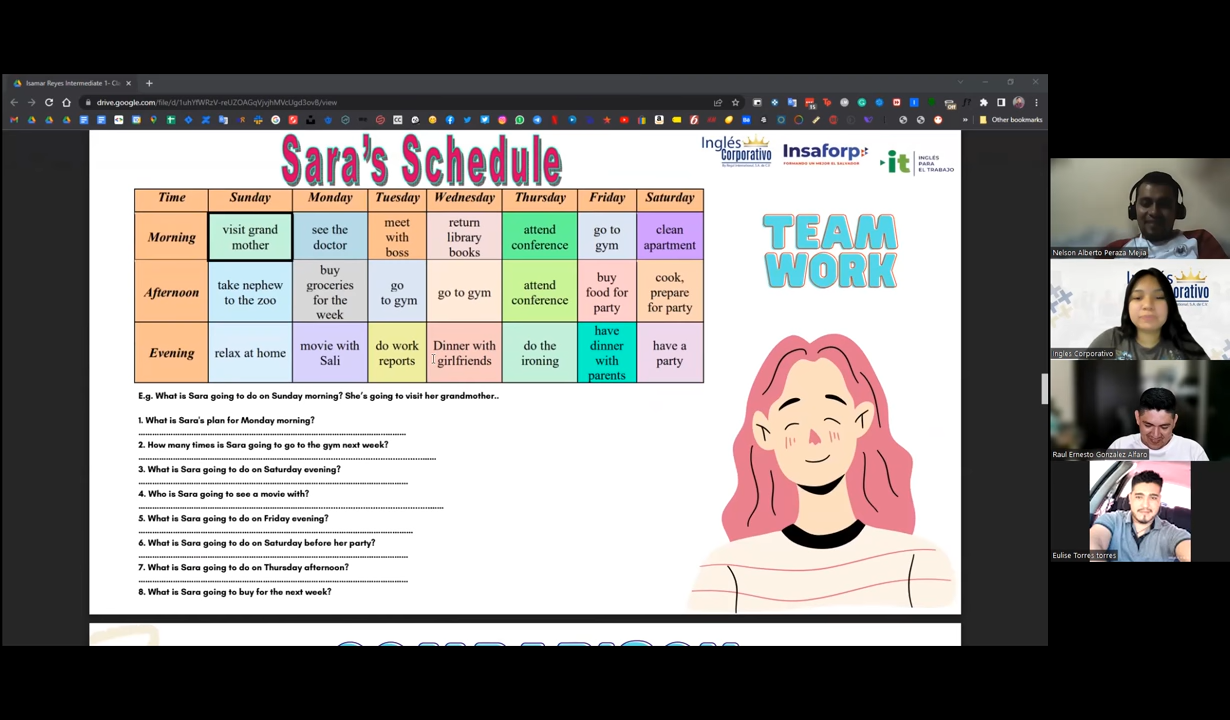 Isamar Reyes Intermediate 1- Cl
drive.google.com/file/d/1uhYfWRzV-reUZOAGqVjvjhMVcUgd3ov8/view
Other bookmarks
Sara's Schedule
Inglés
Corporativo
Insaforp
FORMANDO UN MEJOR EL SALVADOR
it
INGLÉS
PARA
EL TRABAJO
Time Sunday Monday Tuesday Wednesday Thursday Friday Saturday
Morning
visit grand
mother
see the
doctor
meet
with
boss
return
library
books
attend
conference
go to
gym
clean
apartment
Afternoon
take nephew
to the zoo
buy
groceries
for the
week
go
to gym
go to gym
attend
conference
buy
food for
party
cook,
prepare
for party
Evening
relax at home
movie with
Sali
do work
reports
Dinner with
girlfriends
do the
ironing
have
dinner
with
parents
have a
party
TEAM
WORK
E.g. What is Sara going to do on Sunday morning? She's going to visit her grandmother..
1. What is Sara's plan for Monday morning?
2. How many times is Sara going to go to the gym next week?
3. What is Sara going to do on Saturday evening?
4. Who is Sara going to see a movie with?
5. What is Sara going to do on Friday evening?
6. What is Sara going to do on Saturday before her party?
7. What is Sara going to do on Thursday afternoon?
8. What is Sara going to buy for the next week?
Nelson Alberto Peraza Mejia
Ingles Corporativo
Raul Ernesto González Alfaro
Eulise Torres torres